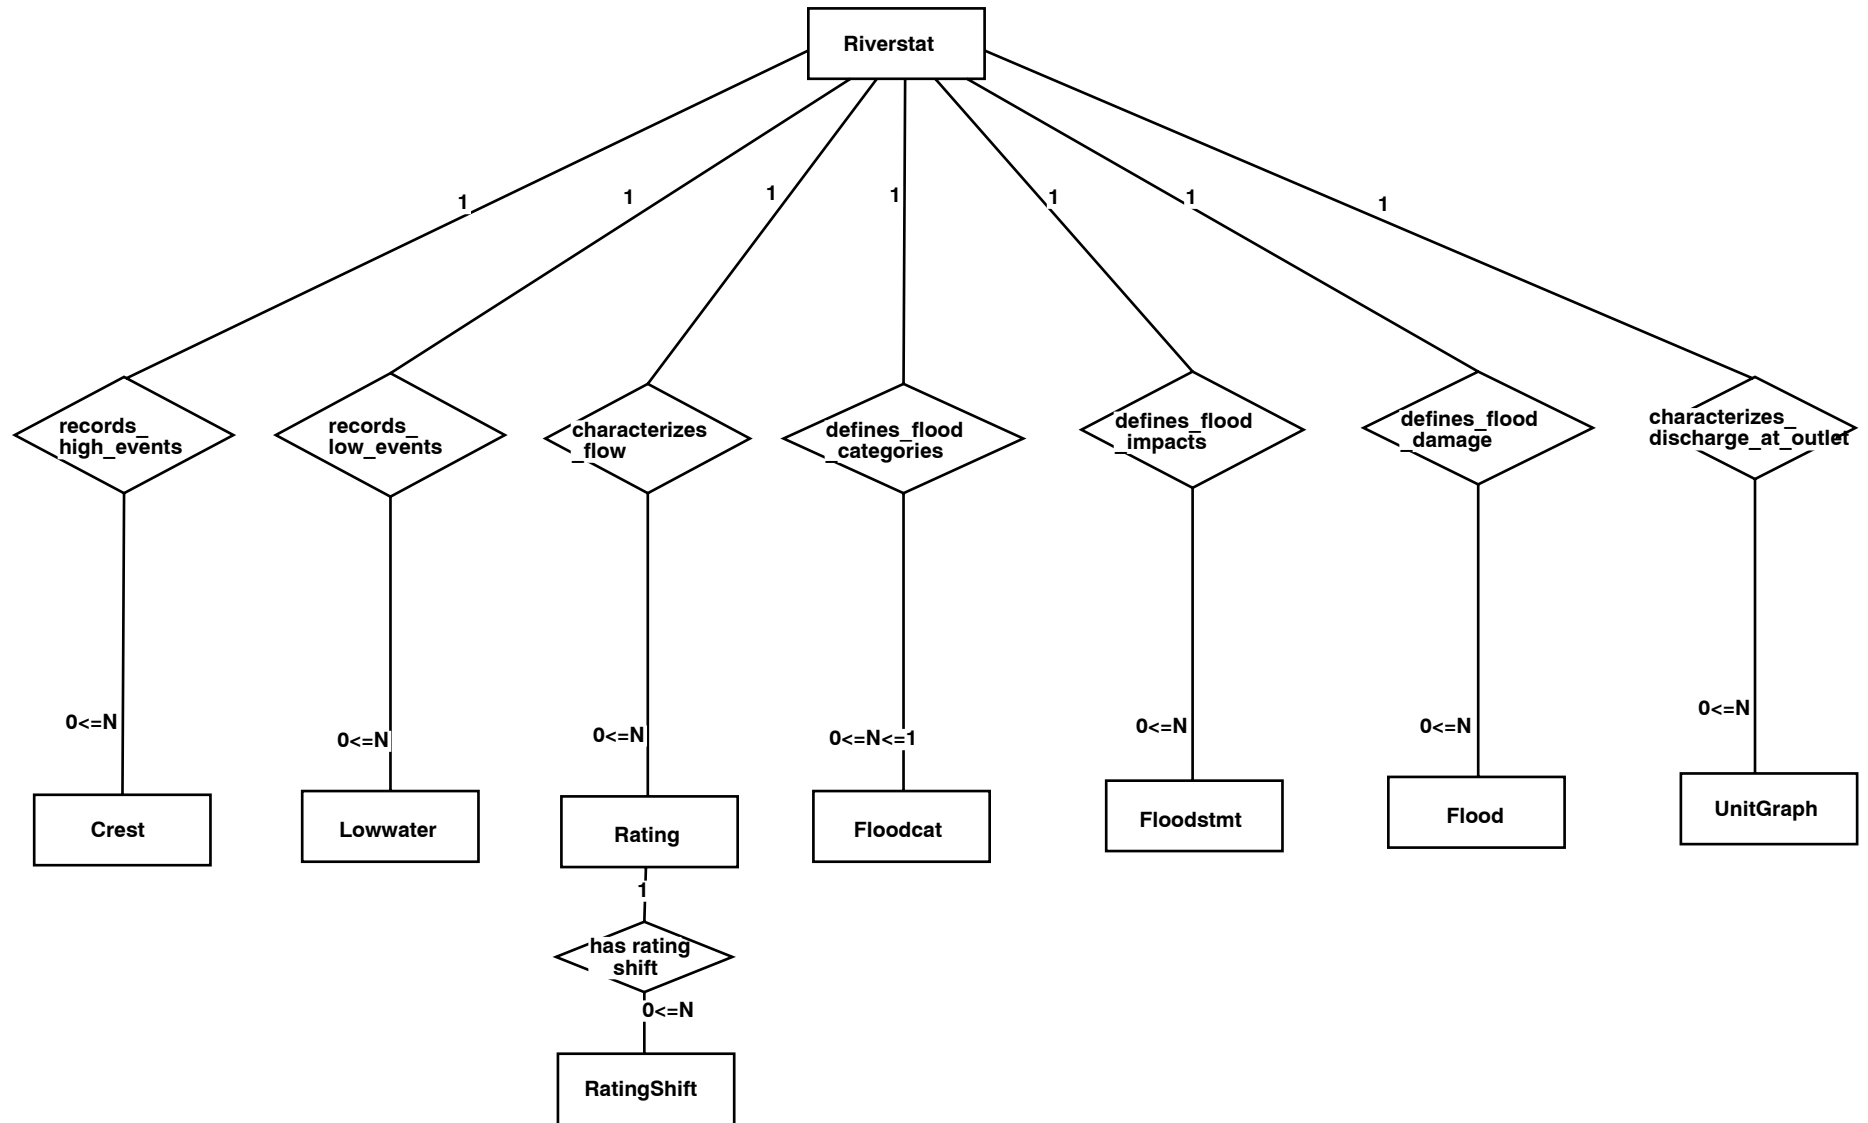 Riverstat
1
1
1
1
1
1
1
records_
high_events
records_
low_events
characterizes
_flow
defines_flood
_categories
defines_flood
_impacts
defines_flood
_damage
characterizes_
discharge_at_outlet
0<=N
0<=N
0<=N
0<=N<=1
0<=N
0<=N
0<=N
Crest
Lowwater
Rating
Floodcat
Floodstmt
Flood
UnitGraph
1
has rating
shift
0<=N
RatingShift